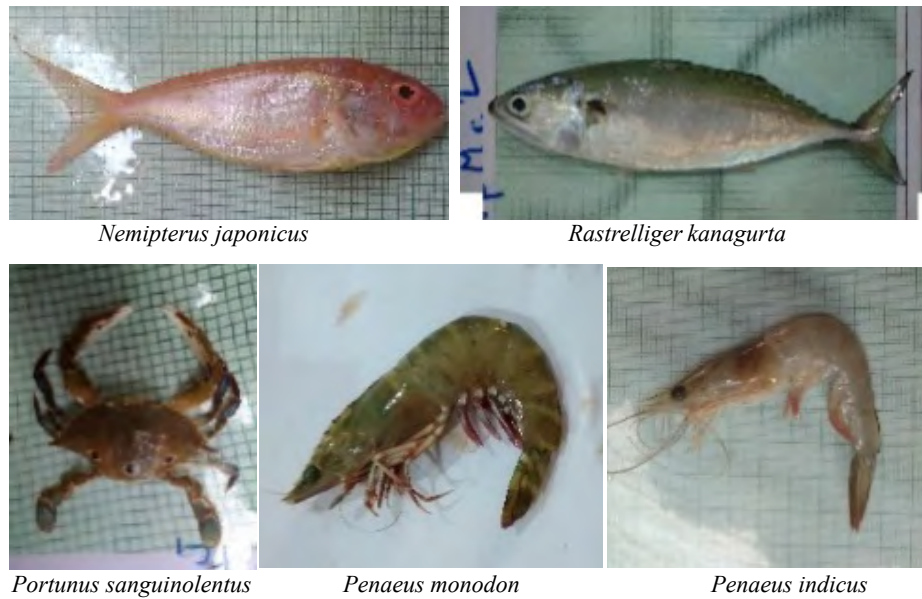 Nemipterus japonicus
Rastrelliger kanagurta
Portunus sanguinolentus
Penaeus monodon
Penaeus indicus